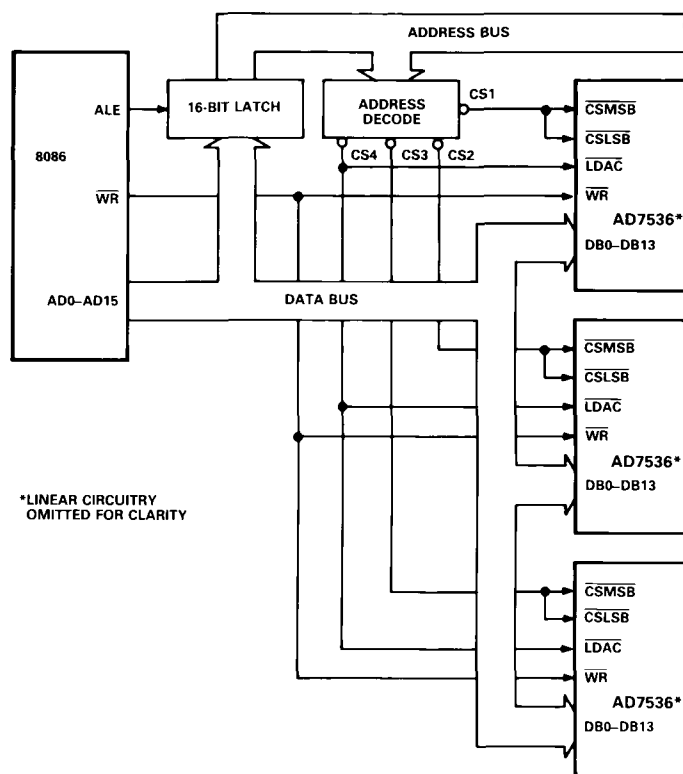 ADDRESS BUS
8086
ALE
WR
AD0–AD15
16-BIT LATCH
ADDRESS
DECODE
CS1
CS4
CS3
CS2
DATA BUS
CSMSB
CSLSB
LDAC
WR
AD7536*
DB0–DB13
CSMSB
CSLSB
LDAC
WR
AD7536*
DB0–DB13
CSMSB
CSLSB
LDAC
WR
AD7536*
DB0–DB13
*LINEAR CIRCUITRY
OMITTED FOR CLARITY